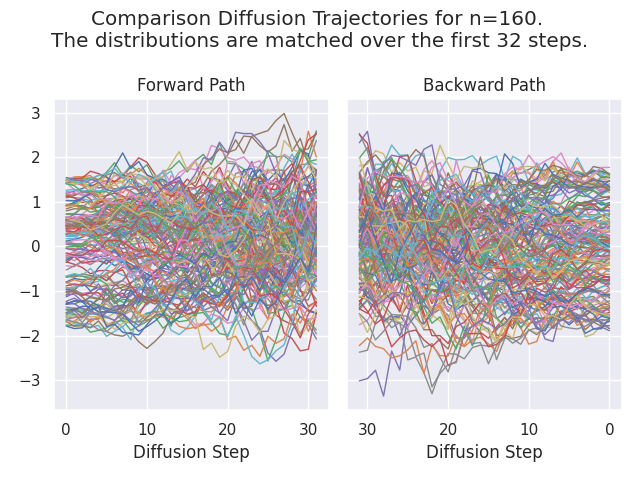 Comparison Diffusion Trajectories for n=160.
The distributions are matched over the first 32 steps.
Forward Path
Backward Path
3
2
1
0
−1
−2
−3
0 10 20 30
30 20 10 0
Diffusion Step
Diffusion Step